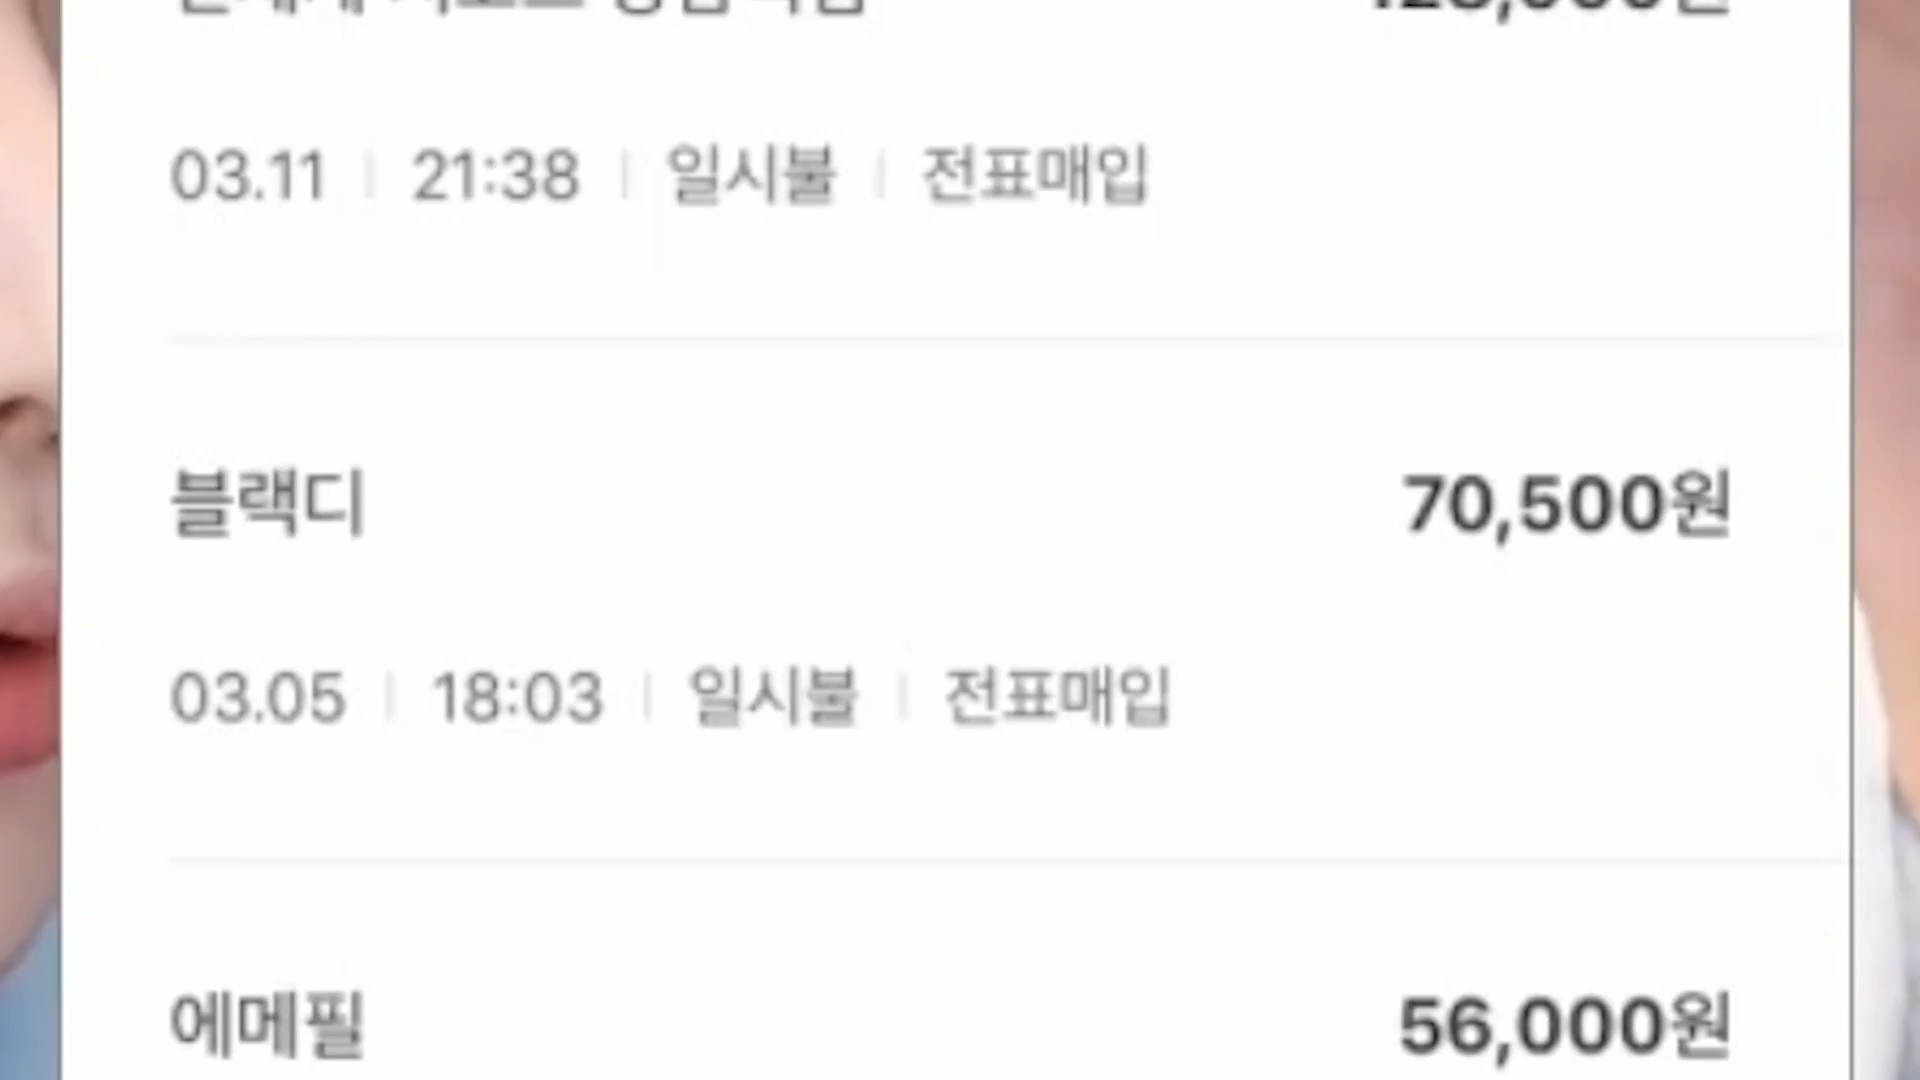 03.11 | 21:38 | 일시불 | 전표매입
블랙디 70,500원
03.05 | 18:03 | 일시불 | 전표매입
에메필 56,000원